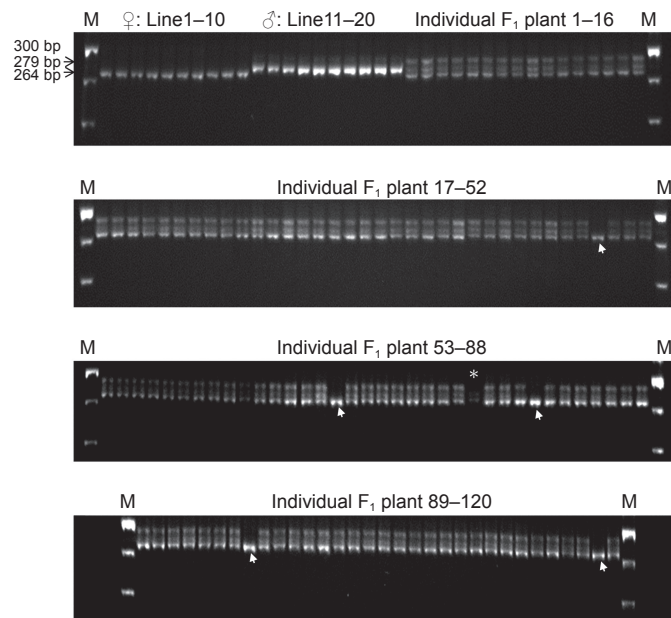 M ♀: Line1–10 ♂: Line11–20 Individual F₁ plant 1–16 M
300 bp
279 bp
264 bp
M Individual F₁ plant 17–52 M
M Individual F₁ plant 53–88 M
*
M Individual F₁ plant 89–120 M